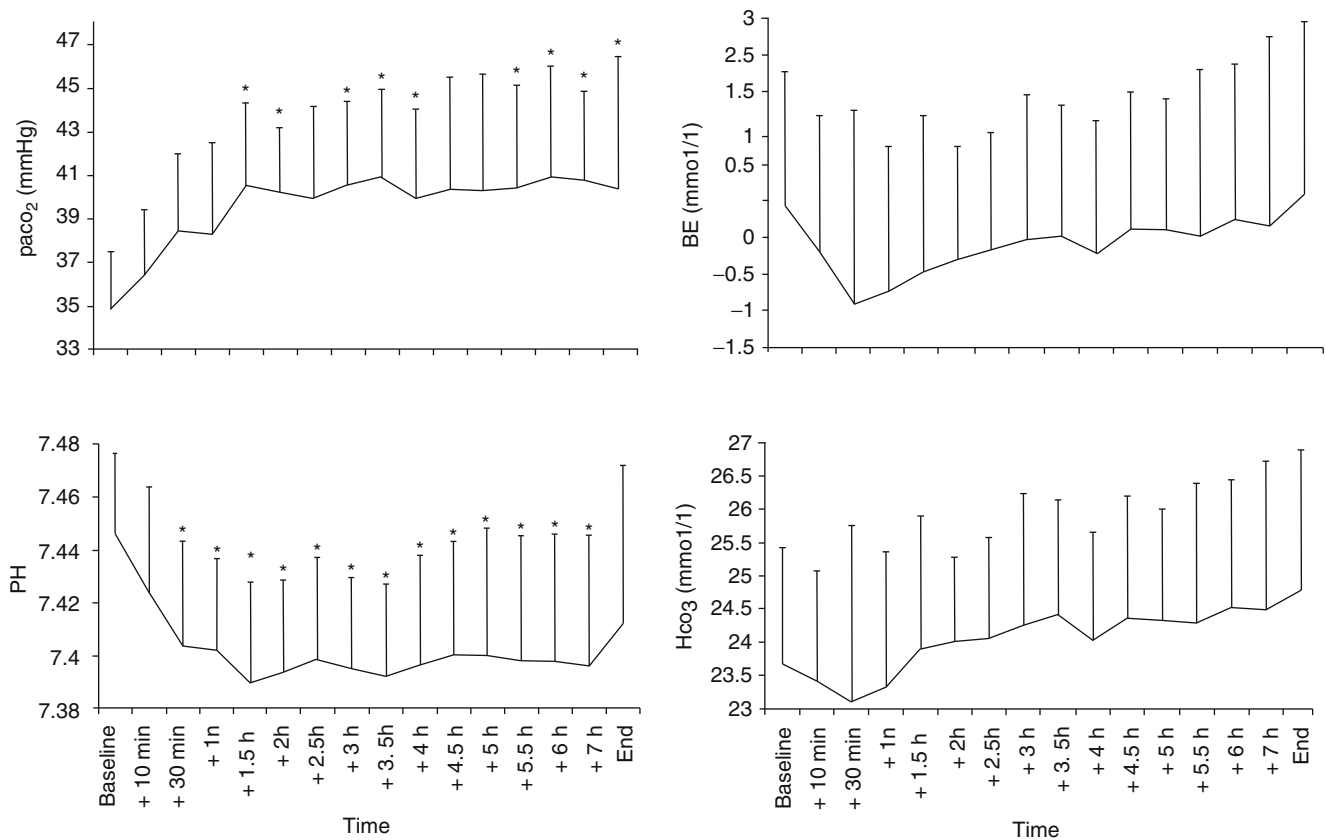 47
45
43
41
39
37
35
33
paco2 (mmHg)
* * * * * * * * *
3
2.5
1.5
1
0.5
0
−0.5
−1
−1.5
BE (mmo1/1)
7.48
7.46
7.44
7.42
7.4
7.38
PH
* * * * * * * * * * * * *
Baseline
+ 10 min
+ 30 min
+ 1n
+ 1.5 h
+ 2h
+ 2.5h
+ 3 h
+ 3. 5h
+ 4 h
+ 4.5 h
+ 5 h
+ 5.5 h
+ 6 h
+ 7 h
End
Time
27
26
26.5
25.5
25
24.5
24
23.5
23
Hco3 (mmo1/1)
Baseline
+ 10 min
+ 30 min
+ 1n
+ 1.5 h
+ 2h
+ 2.5h
+ 3 h
+ 3. 5h
+ 4 h
+ 4.5 h
+ 5 h
+ 5.5 h
+ 6 h
+ 7 h
End
Time